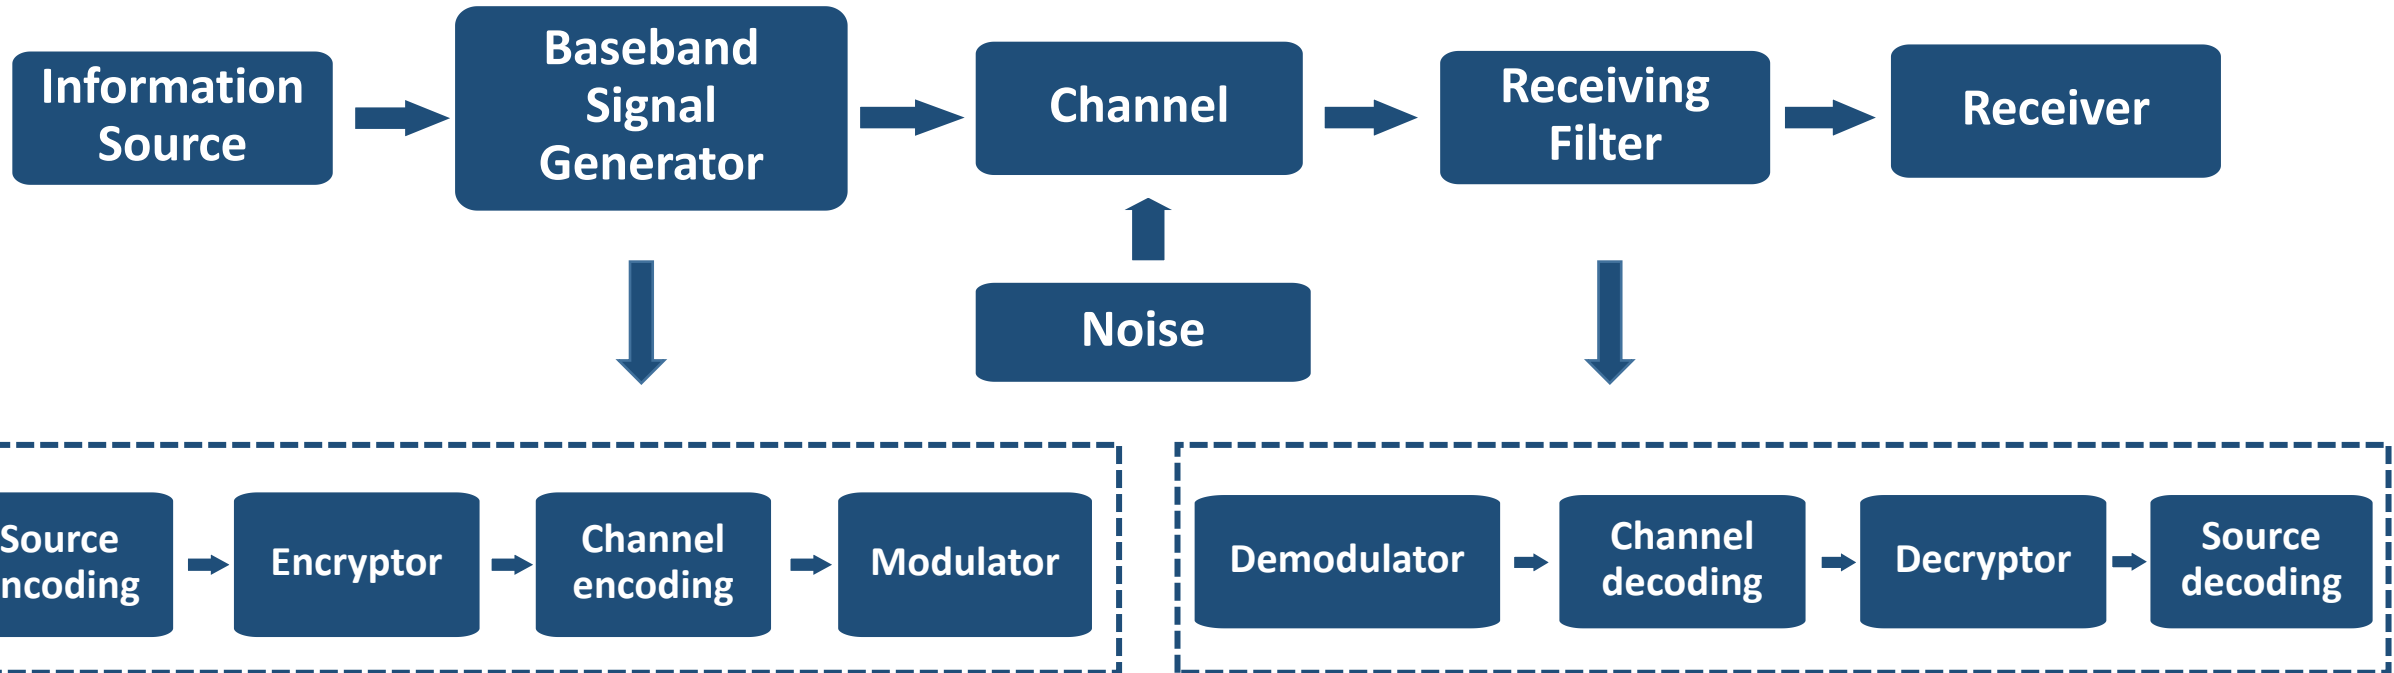 Information
Source
Baseband
Signal
Generator
Channel
Receiving
Filter
Receiver
Noise
Source
ncoding
Encryptor
Channel
encoding
Modulator
Demodulator
Channel
decoding
Decryptor
Source
decoding